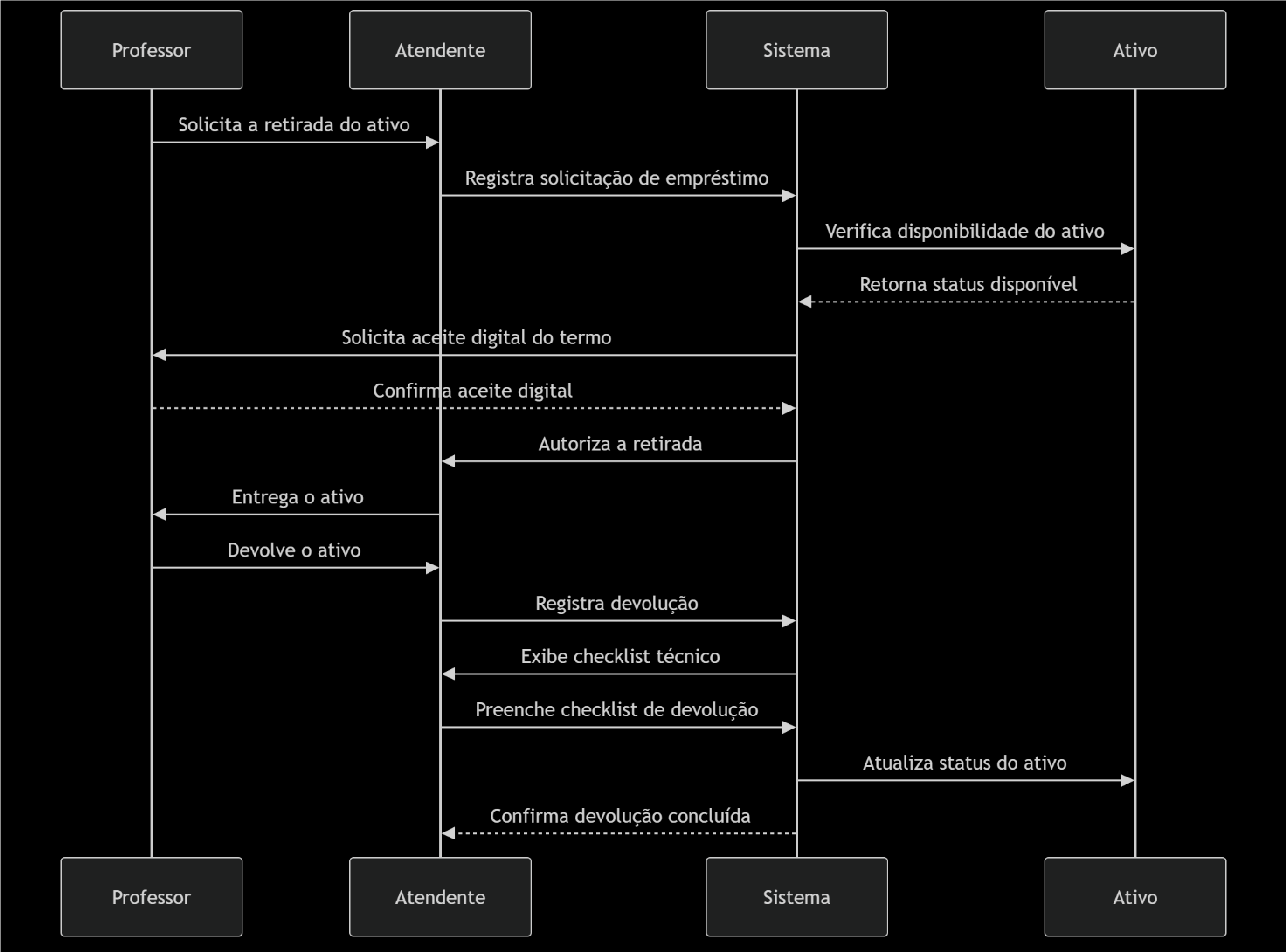 Professor
Atendente
Sistema
Ativo
Solicita a retirada do ativo
Registra solicitação de empréstimo
Verifica disponibilidade do ativo
Retorna status disponível
Solicita aceite digital do termo
Confirma aceite digital
Autoriza a retirada
Entrega o ativo
Devolve o ativo
Registra devolução
Exibe checklist técnico
Preenche checklist de devolução
Atualiza status do ativo
Confirma devolução concluída
Professor
Atendente
Sistema
Ativo